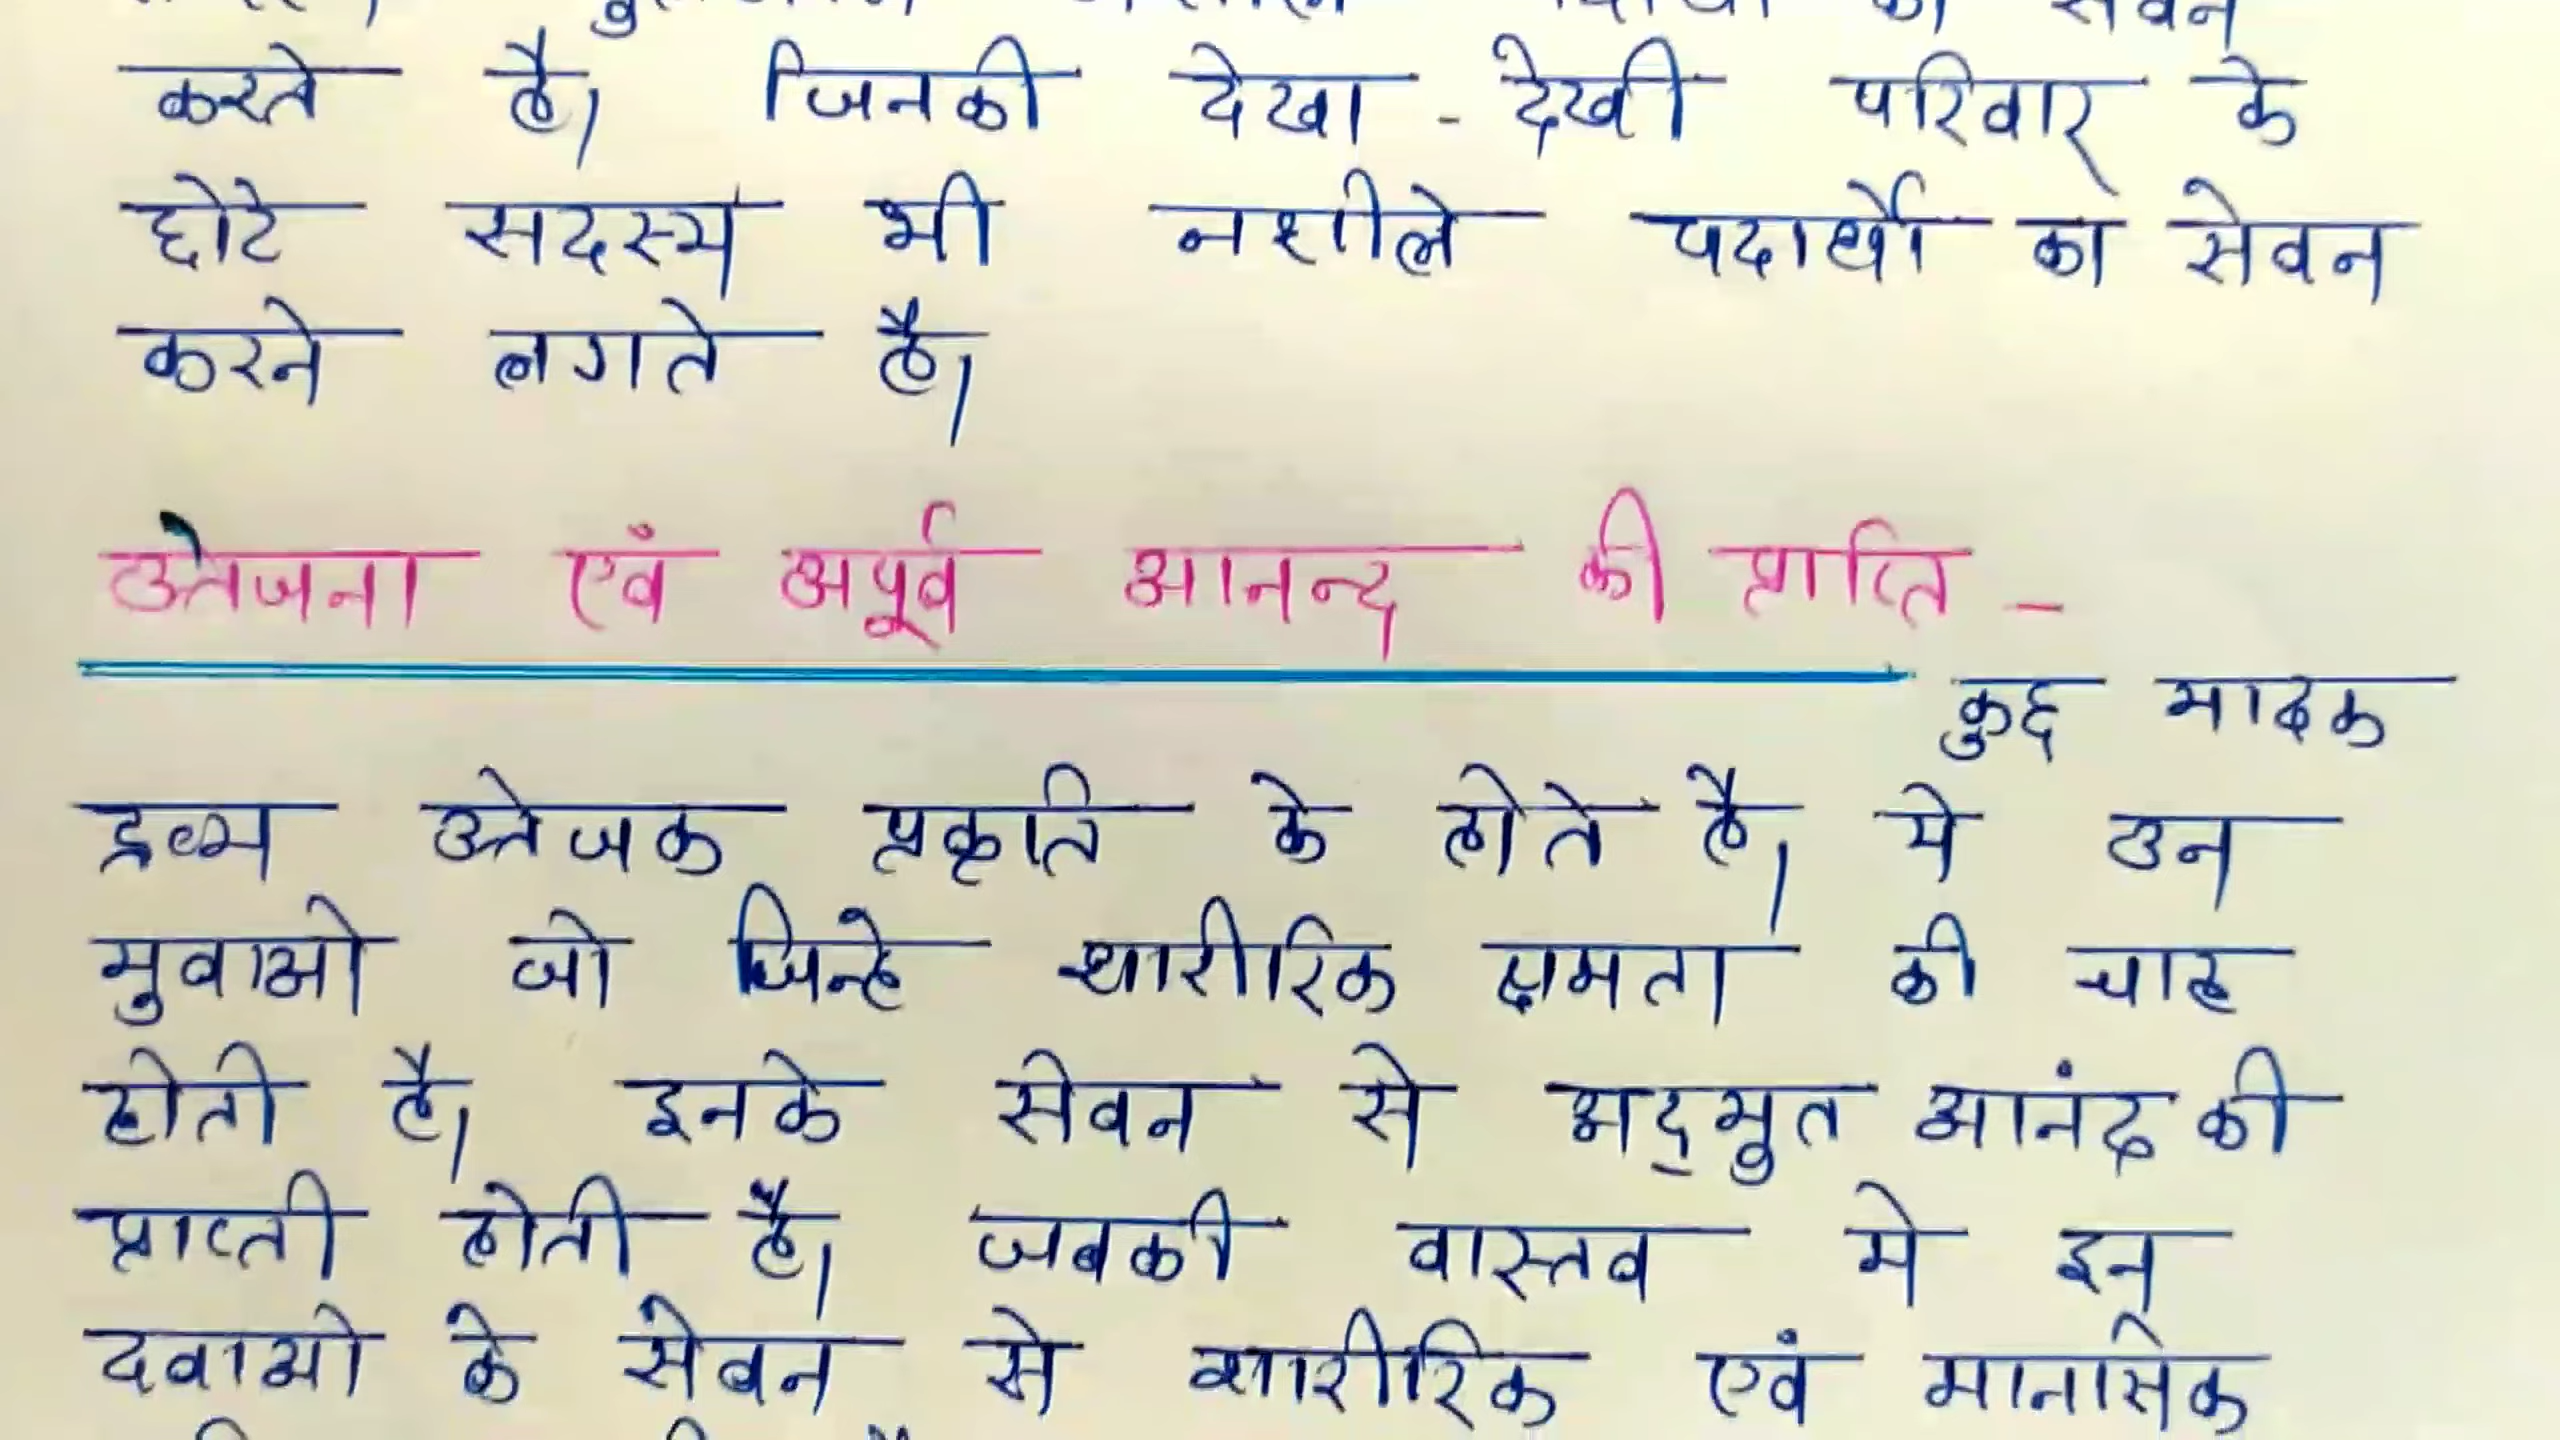 सेवन
करते है। जिनकी देखा - देखी परिवार के
छोटे सदस्य भी नशीले पदार्थो का सेवन
करने लगते है।
उतेजना एवं अपूर्व आनन्द की प्राप्ति -
कुछ मादक
द्रव्य उत्तेजक प्रकृति के होते है। ये उन
युवाओ जो जिन्हे शारीरिक क्षमता की चाह
होती है। इनके सेवन से अद्भुत आनंद की
प्राप्ती होती है। जबकी वास्तव मे इन
दवाओ के सेवन से शारीरिक एवं मानसिक